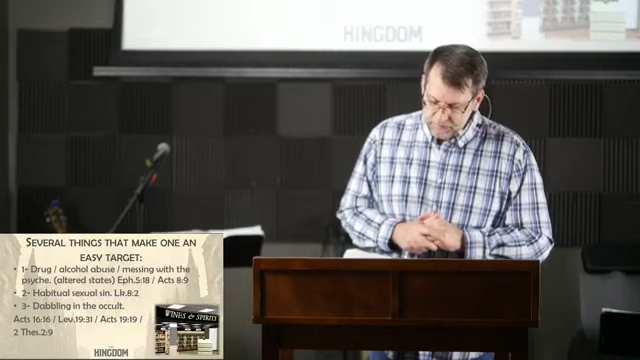 KINGDOM
SEVERAL THINGS THAT MAKE ONE AN
EASY TARGET:
• 1- Drug / alcohol abuse / messing with the
psyche. (altered states) Eph.5:18 / Acts 8:9
• 2- Habitual sexual sin. Lk.8:2
• 3- Dabbling in the occult.
Acts 16:16 / Lev.19:31 / Acts 19:19 /
2 Thes.2:9
WINES & SPIRITS
KINGDOM